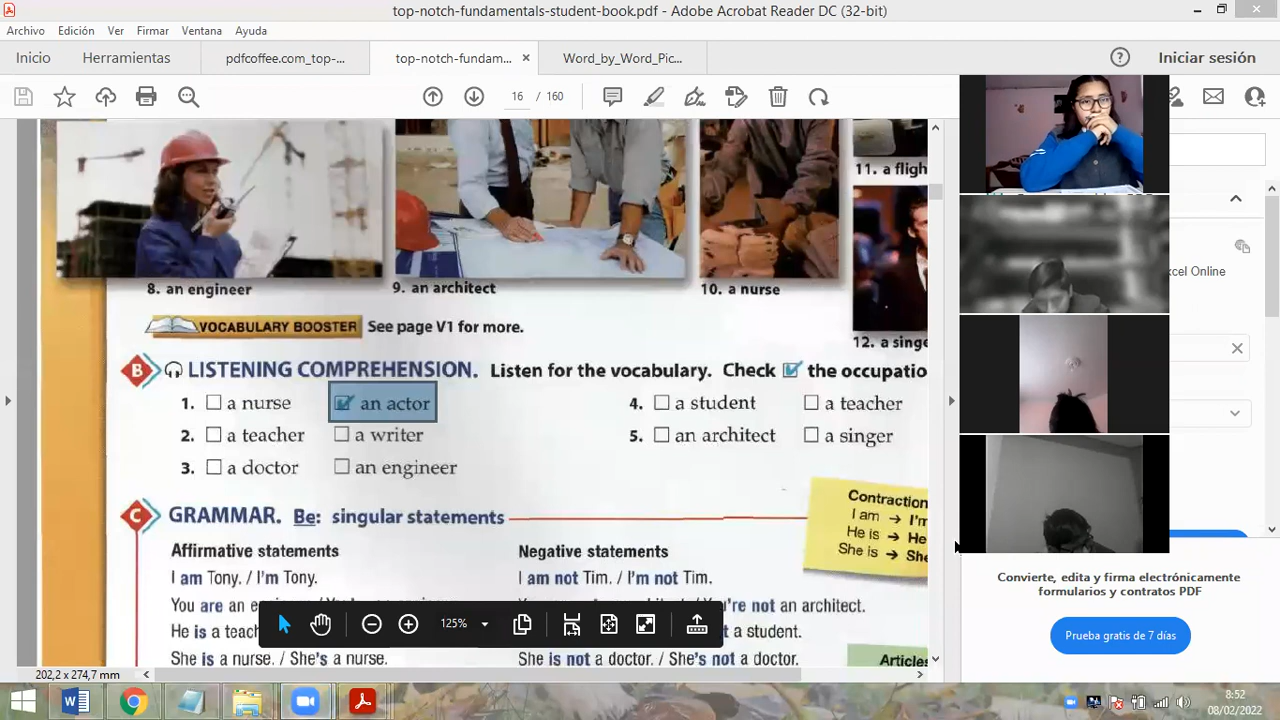 top-notch-fundamentals-student-book.pdf - Adobe Acrobat Reader DC (32-bit)
Archivo Edición Ver Firmar Ventana Ayuda
Inicio Herramientas pdfcoffee.com_top-... top-notch-fundam... × Word_by_Word_Pic... Iniciar sesión
16 / 160
11. a fligh
8. an engineer 9. an architect 10. a nurse
VOCABULARY BOOSTER See page V1 for more.
12. a singe
B LISTENING COMPREHENSION. Listen for the vocabulary. Check the occupatio
1. a nurse an actor 4. a student a teacher
2. a teacher a writer 5. an architect a singer
3. a doctor an engineer
C GRAMMAR. Be: singular statements
Contraction
I am → I'm
He is → He
She is → She
Affirmative statements Negative statements
I am Tony. / I'm Tony. I am not Tim. / I'm not Tim.
You are an 're not an architect.
He is a teach t a student.
She is a nurse. / She's a nurse. She is not a doctor. / She's not a doctor.
Articles
125%
202,2 x 274,7 mm
xcel Online
Convierte, edita y firma electrónicamente
formularios y contratos PDF
Prueba gratis de 7 días
8:52
08/02/2022